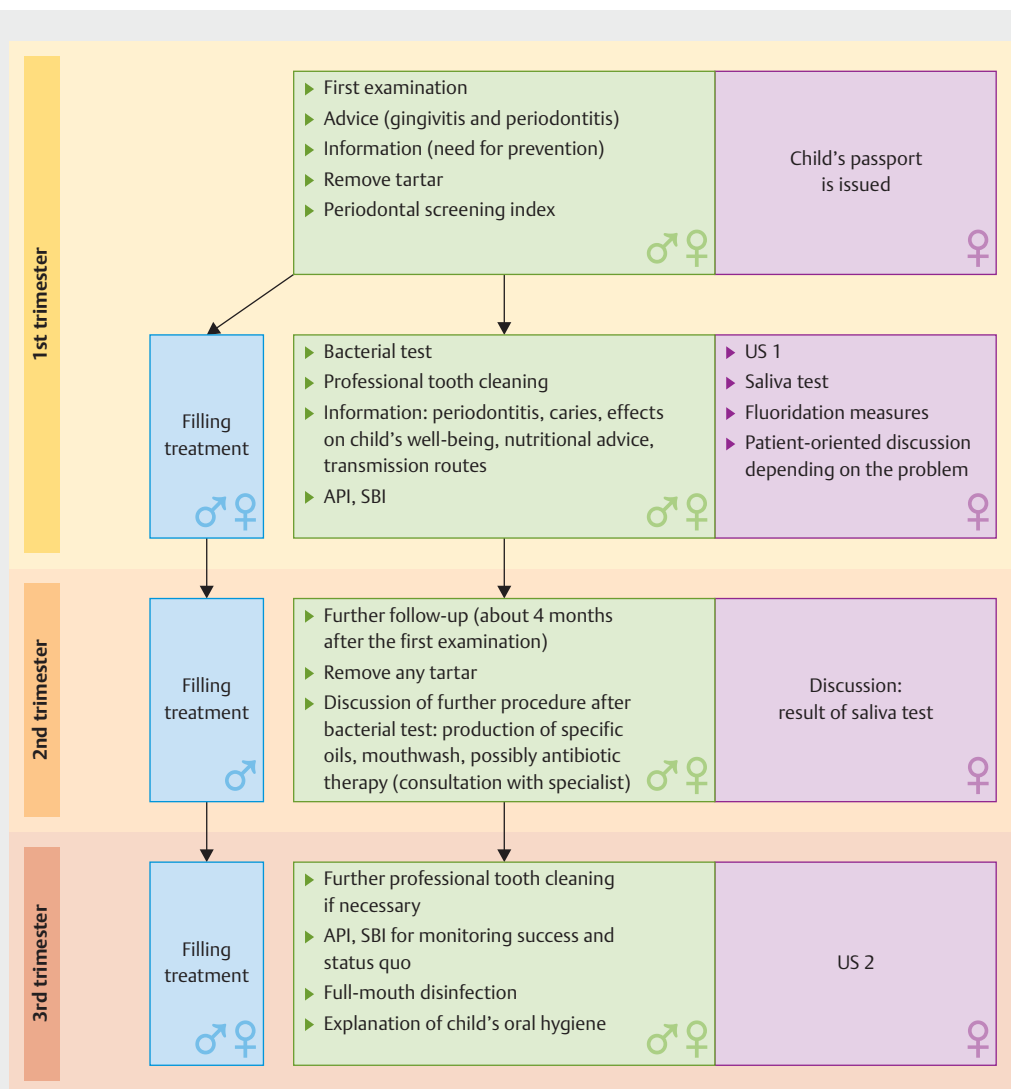 1st trimester
First examination
Advice (gingivitis and periodontitis)
Information (need for prevention)
Remove tartar
Periodontal screening index
Child’s passport
is issued
Filling
treatment
Bacterial test
Professional tooth cleaning
Information: periodontitis, caries, effects
on child’s well-being, nutritional advice,
transmission routes
API, SBI
US 1
Saliva test
Fluoridation measures
Patient-oriented discussion
depending on the problem
2nd trimester
Filling
treatment
Further follow-up (about 4 months
after the first examination)
Remove any tartar
Discussion of further procedure after
bacterial test: production of specific
oils, mouthwash, possibly antibiotic
therapy (consultation with specialist)
Discussion:
result of saliva test
3rd trimester
Filling
treatment
Further professional tooth cleaning
if necessary
API, SBI for monitoring success and
status quo
Full-mouth disinfection
Explanation of child’s oral hygiene
US 2